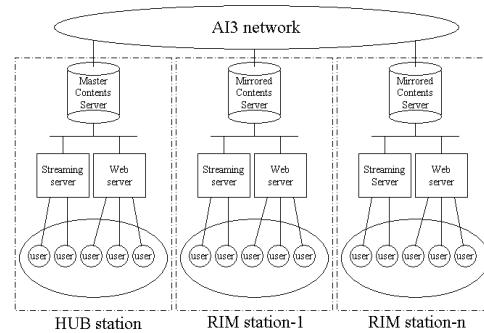 AI3 network
Master
Contents
Server
Mirrored
Contents
Server
Mirrored
Contents
Server
Streaming
server
Web
server
Streaming
server
Web
server
Streaming
Server
Web
server
user user user user user
user user user user user
user user user user user
HUB station
RIM station-1
RIM station-n